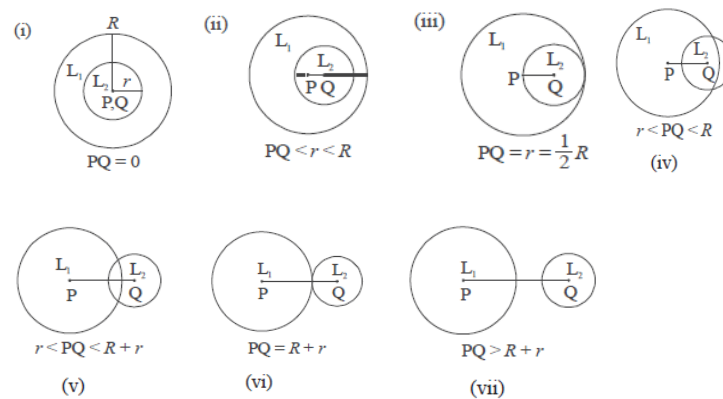 (i)
R
L₁
L₂
r
P,Q
PQ = 0
(ii)
L₁
L₂
P Q
PQ < r < R
(iii)
L₁
L₂
P
Q
PQ = r = 1/2 R
L₁
L₂
P
Q
r < PQ < R
(iv)
L₁
L₂
P
Q
r < PQ < R + r
(v)
L₁
L₂
P
Q
PQ = R + r
(vi)
L₁
L₂
P
Q
PQ > R + r
(vii)